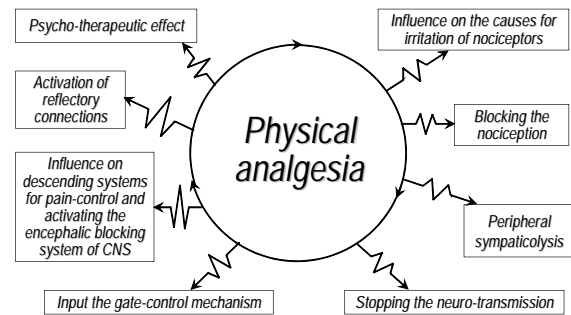 Psycho-therapeutic effect
Influence on the causes for
irritation of nociceptors
Activation of
reflectory
connections
Blocking the
nociception
Physical
analgesia
Influence on
descending systems
for pain-control and
activating the
encephalic blocking
system of CNS
Peripheral
sympaticolysis
Input the gate-control mechanism
Stopping the neuro-transmission